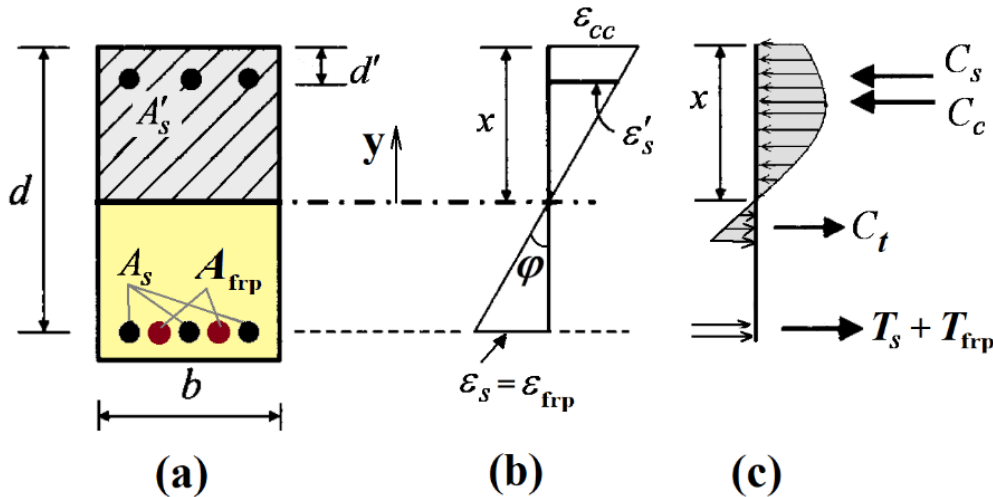 d'
A's
d
y
As Afrp
b
(a)
εcc
x
ε's
φ
εs = εfrp
(b)
x
Cs
Cc
Ct
Ts + Tfrp
(c)